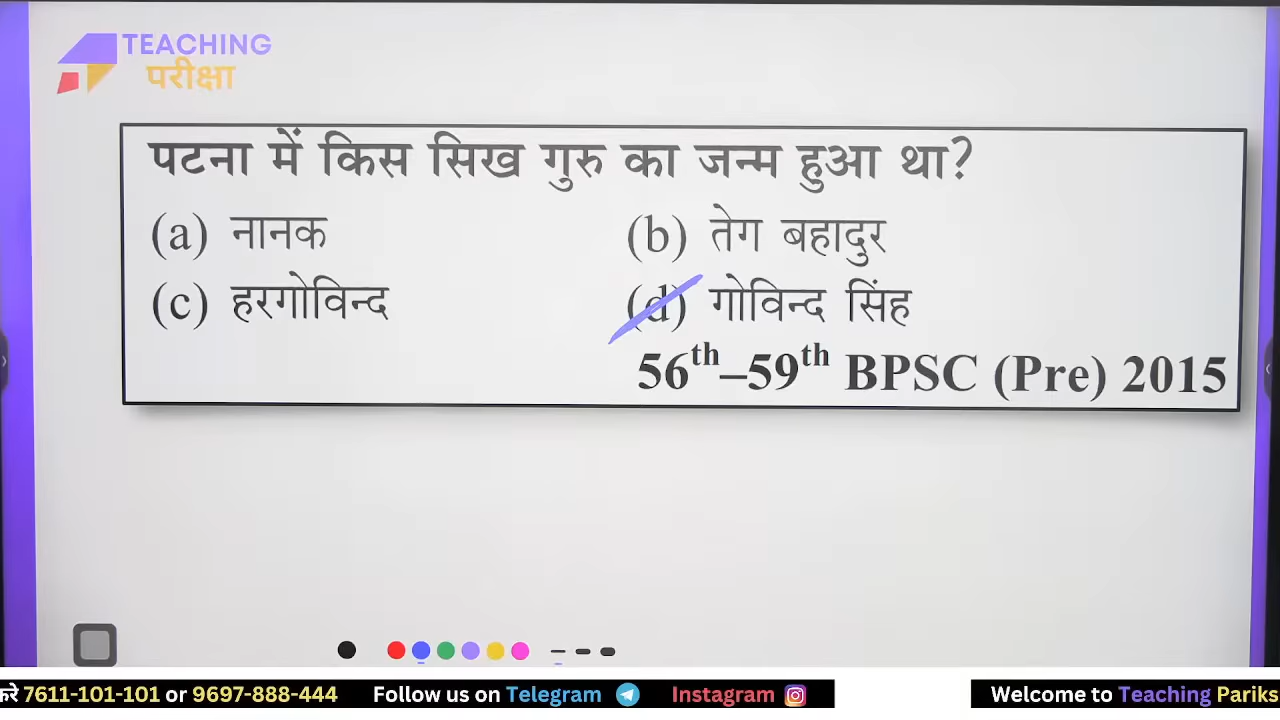 TEACHING
परीक्षा
पटना में किस सिख गुरु का जन्म हुआ था?
(a) नानक (b) तेग बहादुर
(c) हरगोविन्द (d) गोविन्द सिंह
56th–59th BPSC (Pre) 2015
करे 7611-101-101 or 9697-888-444 Follow us on Telegram Instagram Welcome to Teaching Pariks